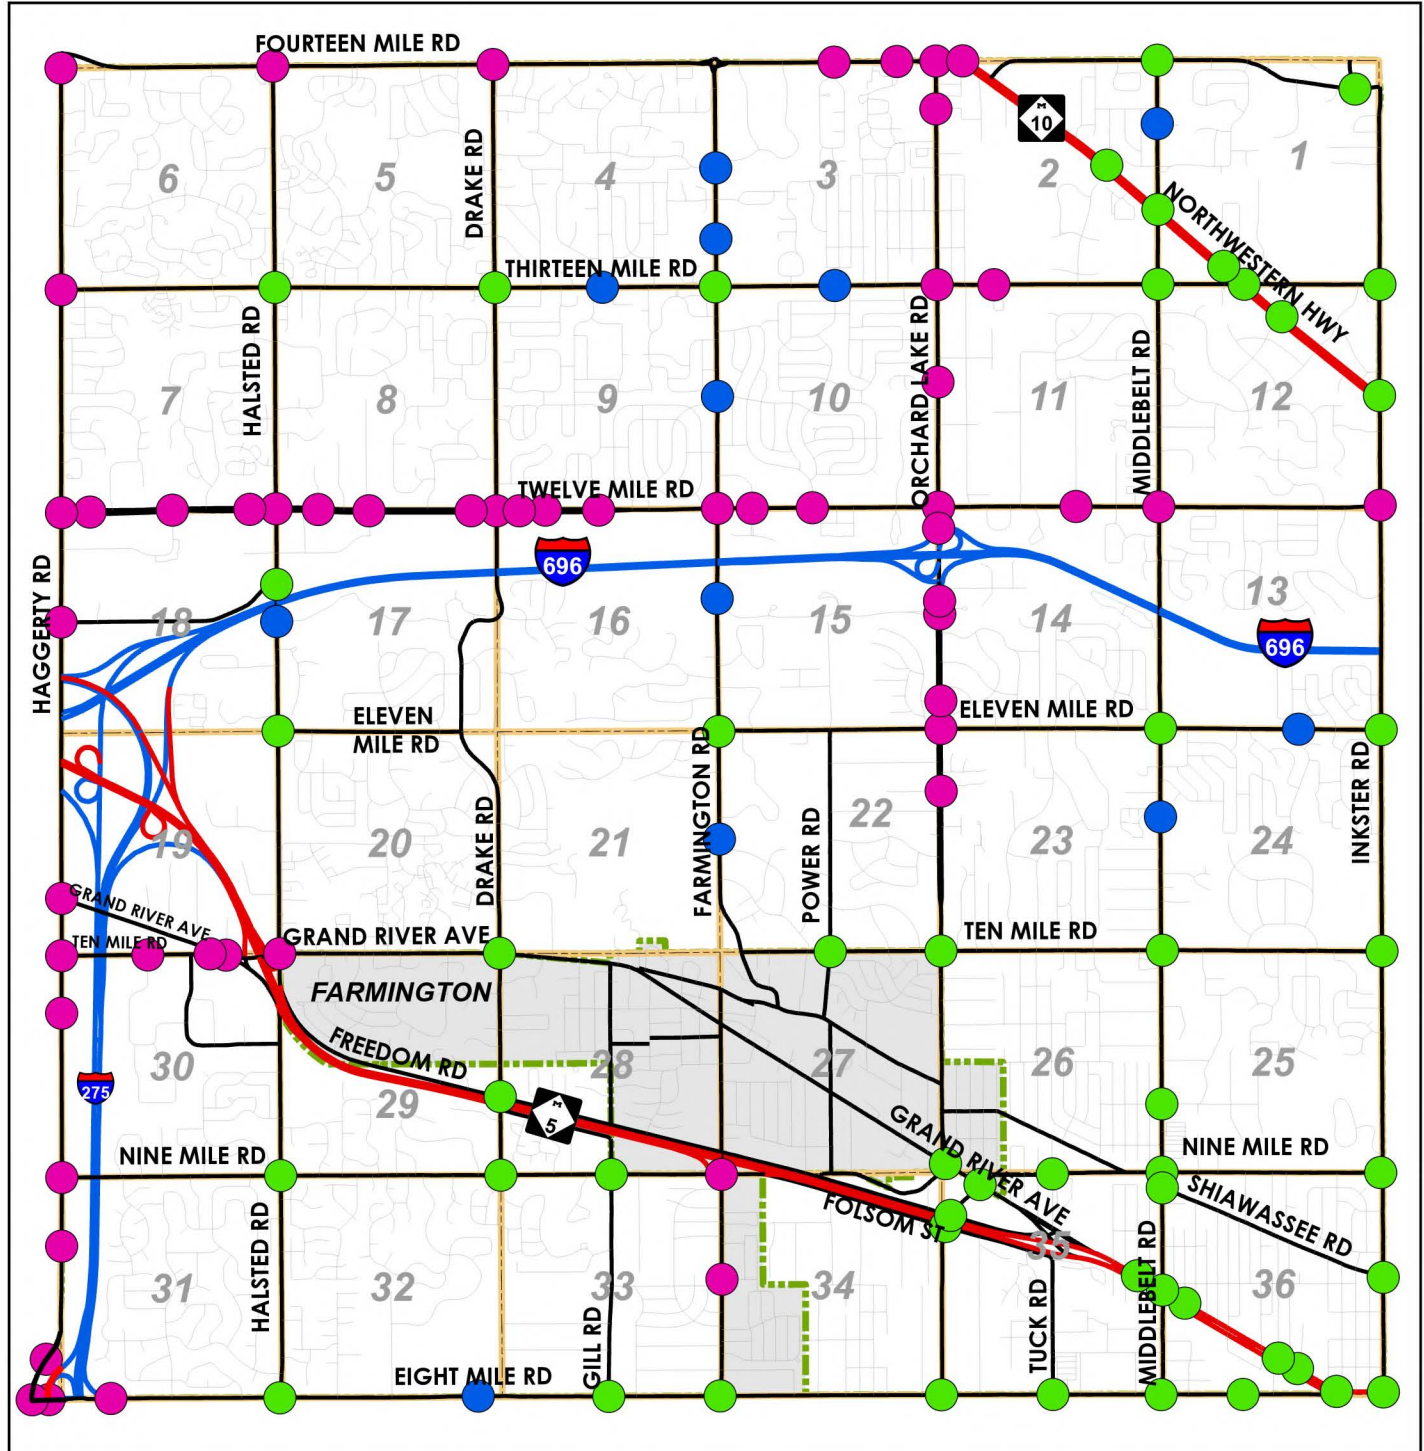 FOURTEEN MILE RD
M
10
DRAKE RD
6
5
4
3
2
1
NORTHWESTERN HWY
THIRTEEN MILE RD
HALSTED RD
ORCHARD LAKE RD
MIDDLEBELT RD
7
8
9
10
11
12
TWELVE MILE RD
696
HAGGERTY RD
18
17
16
15
14
13
696
ELEVEN
MILE RD
ELEVEN MILE RD
FARMINGTON RD
INKSTER RD
DRAKE RD
POWER RD
19
20
21
22
23
24
GRAND RIVER AVE
TEN MILE RD
GRAND RIVER AVE
TEN MILE RD
FARMINGTON
FREEDOM RD
275
30
29
28
27
26
25
M
5
GRAND RIVER AVE
NINE MILE RD
NINE MILE RD
SHIAWASSEE RD
FOLSOM ST
HALSTED RD
31
32
33
34
35
36
GILL RD
TUCK RD
MIDDLEBELT RD
EIGHT MILE RD